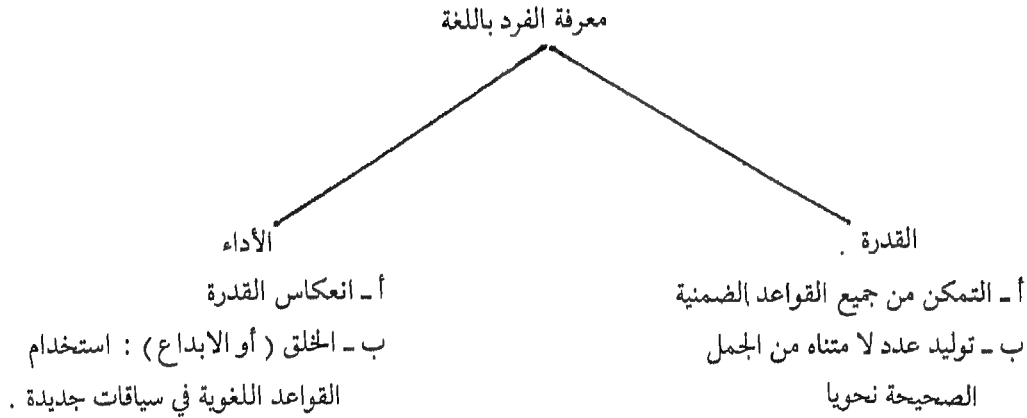 معرفة الفرد باللغة
القدرة .
أ ـ التمكن من جميع القواعد الضمنية
ب ـ توليد عدد لا متناه من الجمل
الصحيحة نحويا
الأداء
أ ـ انعكاس القدرة
ب ـ الخلق ( أو الابداع ) : استخدام
القواعد اللغوية في سياقات جديدة .